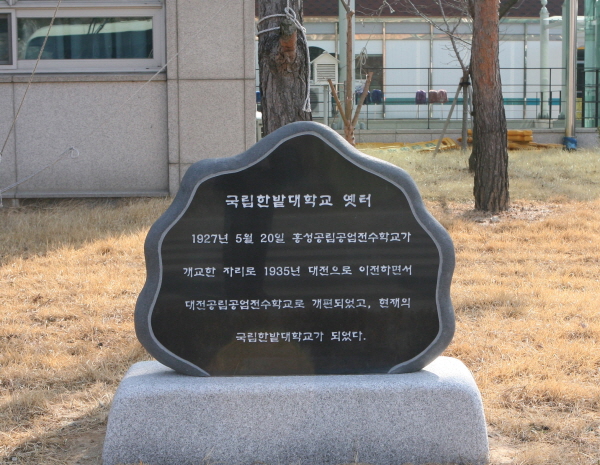 국립한밭대학교 옛터
1927년 5월 20일 홍성공립공업전수학교가
개교한 자리로 1935년 대전으로 이전하면서
대전공립공업전수학교로 개편되었고, 현재의
국립한밭대학교가 되었다.